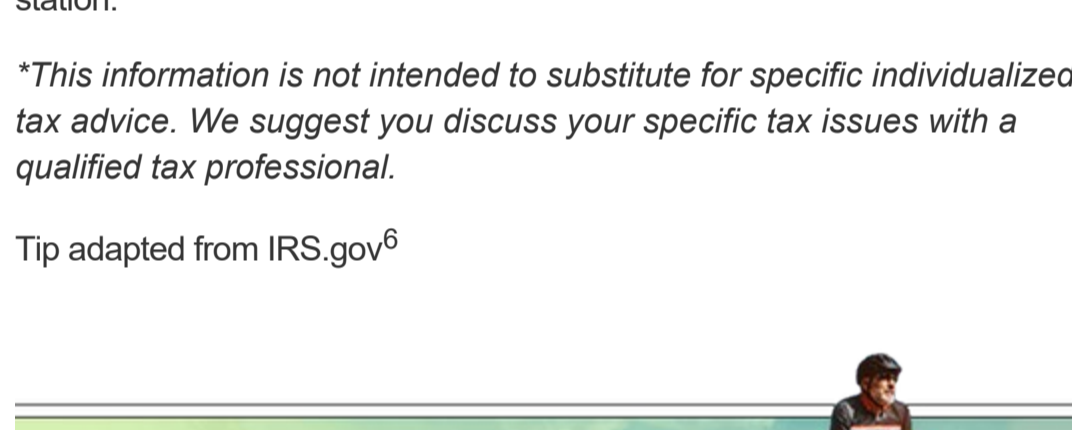 station.
*This information is not intended to substitute for specific individualized
tax advice. We suggest you discuss your specific tax issues with a
qualified tax professional.
Tip adapted from IRS.gov6